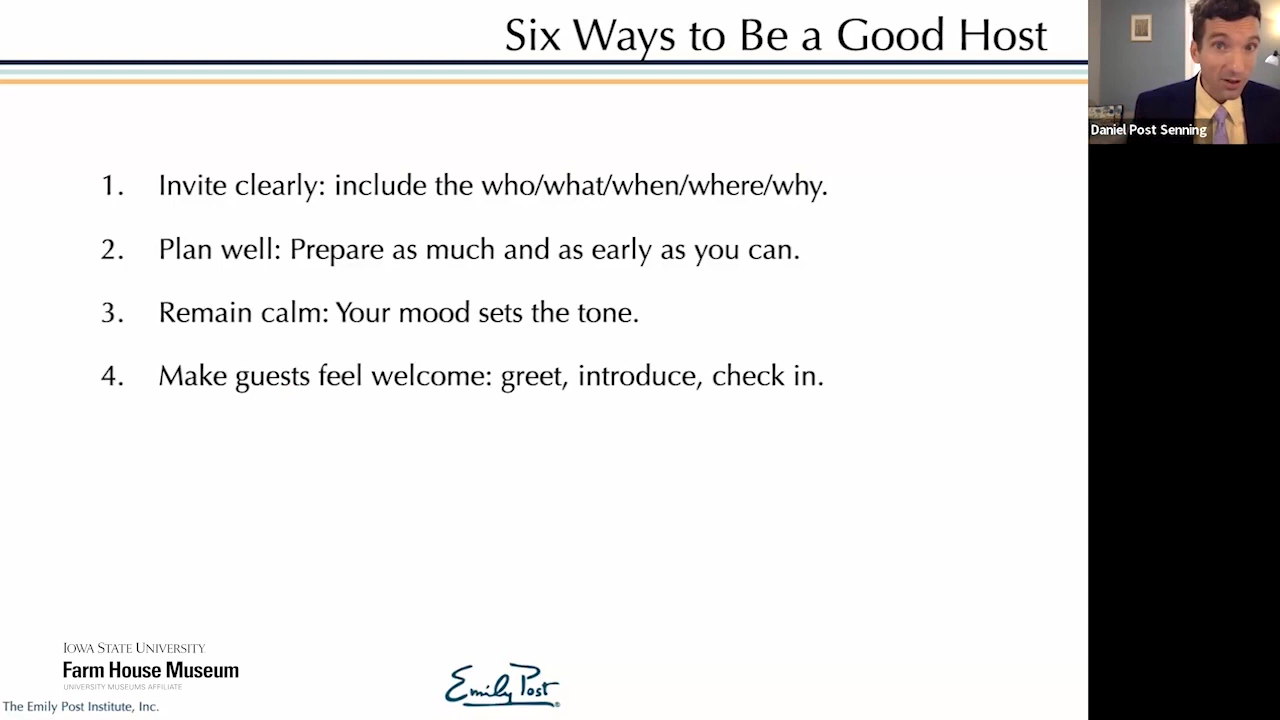 Six Ways to Be a Good Host
Daniel Post Senning
1. Invite clearly: include the who/what/when/where/why.
2. Plan well: Prepare as much and as early as you can.
3. Remain calm: Your mood sets the tone.
4. Make guests feel welcome: greet, introduce, check in.
IOWA STATE UNIVERSITY
Farm House Museum
UNIVERSITY MUSEUMS AFFILIATE
Emily Post®
The Emily Post Institute, Inc.